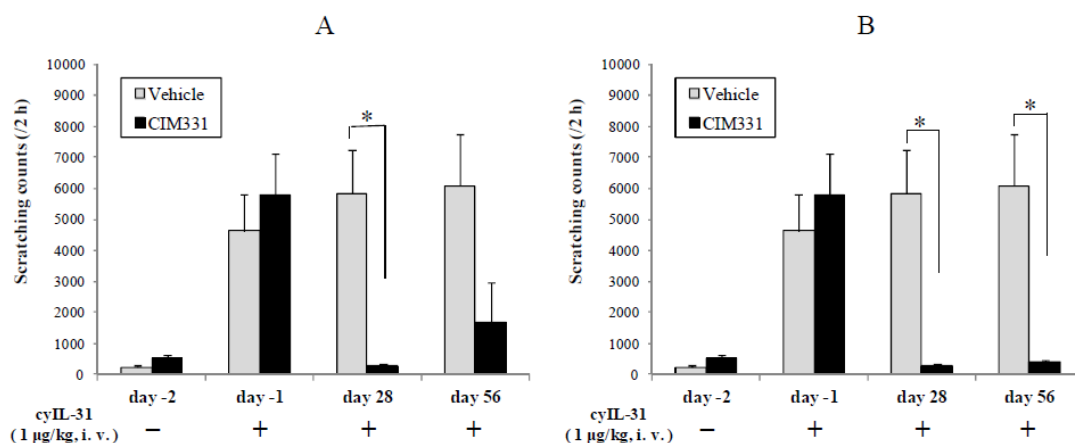 A
Scratching counts (/2 h)
10000
9000
8000
7000
6000
5000
4000
3000
2000
1000
0
Vehicle
CIM331
*
day -2 day -1 day 28 day 56
cyIL-31
( 1 µg/kg, i. v.) − + + +
B
Scratching counts (/2 h)
10000
9000
8000
7000
6000
5000
4000
3000
2000
1000
0
Vehicle
CIM331
*
*
day -2 day -1 day 28 day 56
cyIL-31
( 1 µg/kg, i. v.) − + + +